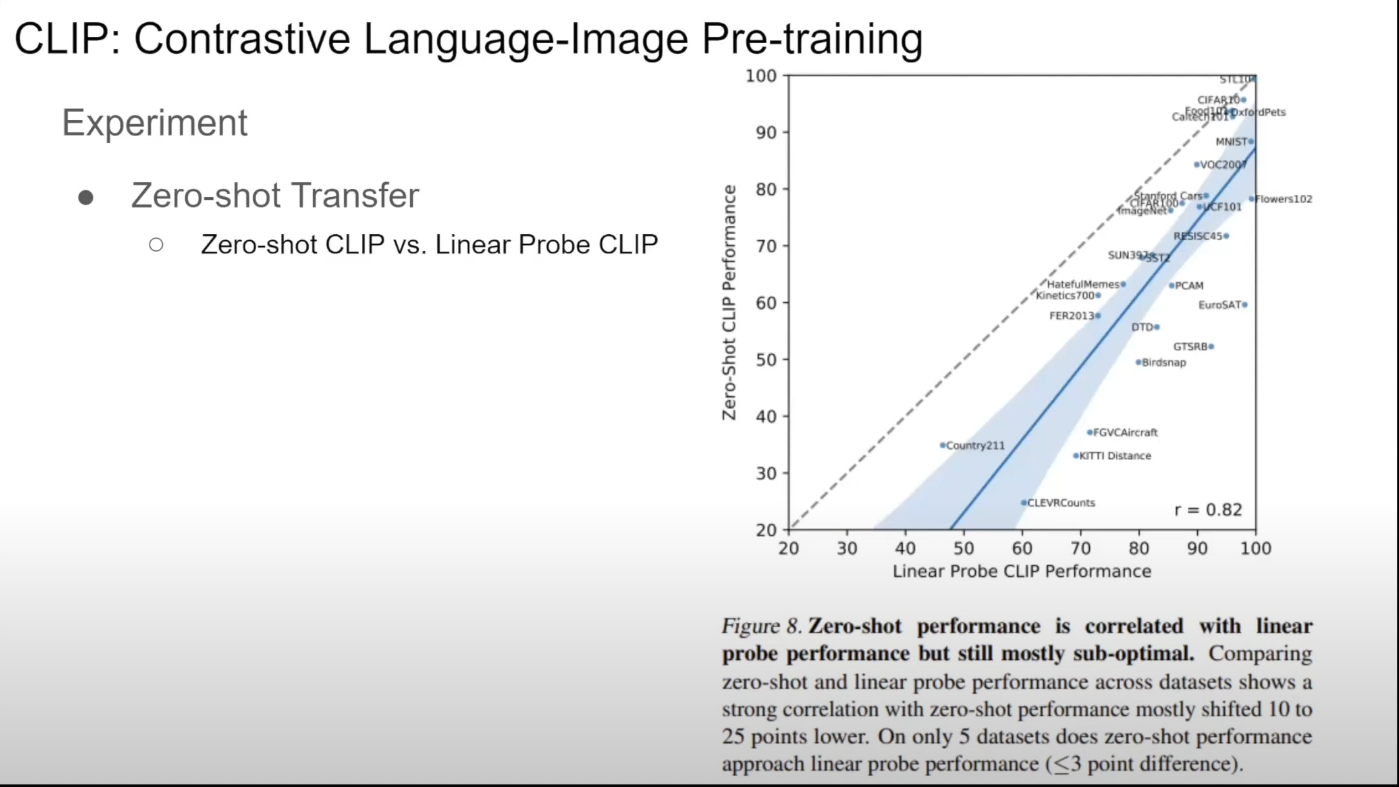 CLIP: Contrastive Language-Image Pre-training
Experiment
● Zero-shot Transfer
○ Zero-shot CLIP vs. Linear Probe CLIP
Zero-Shot CLIP Performance
100
90
80
70
60
50
40
30
20
STL10
CIFAR10
Food101
OxfordPets
Caltech101
MNIST
VOC2007
Stanford Cars
Flowers102
CIFAR100
UCF101
ImageNet
RESISC45
SUN397
SST2
HatefulMemes
PCAM
Kinetics700
EuroSAT
FER2013
DTD
GTSRB
Birdsnap
FGVCAircraft
Country211
KITTI Distance
CLEVRCounts
r = 0.82
20 30 40 50 60 70 80 90 100
Linear Probe CLIP Performance
Figure 8. Zero-shot performance is correlated with linear
probe performance but still mostly sub-optimal. Comparing
zero-shot and linear probe performance across datasets shows a
strong correlation with zero-shot performance mostly shifted 10 to
25 points lower. On only 5 datasets does zero-shot performance
approach linear probe performance (≤3 point difference).